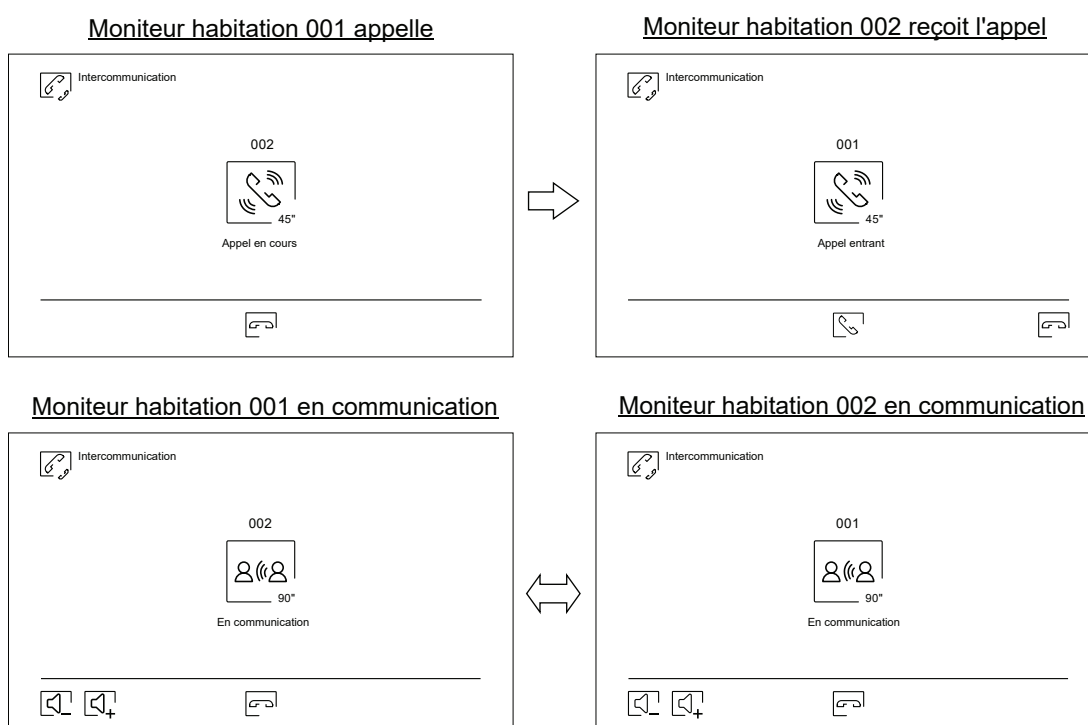 Moniteur habitation 001 appelle
Intercommunication
002
45"
Appel en cours
Moniteur habitation 002 reçoit l'appel
Intercommunication
001
45"
Appel entrant
Moniteur habitation 001 en communication
Intercommunication
002
90"
En communication
Moniteur habitation 002 en communication
Intercommunication
001
90"
En communication